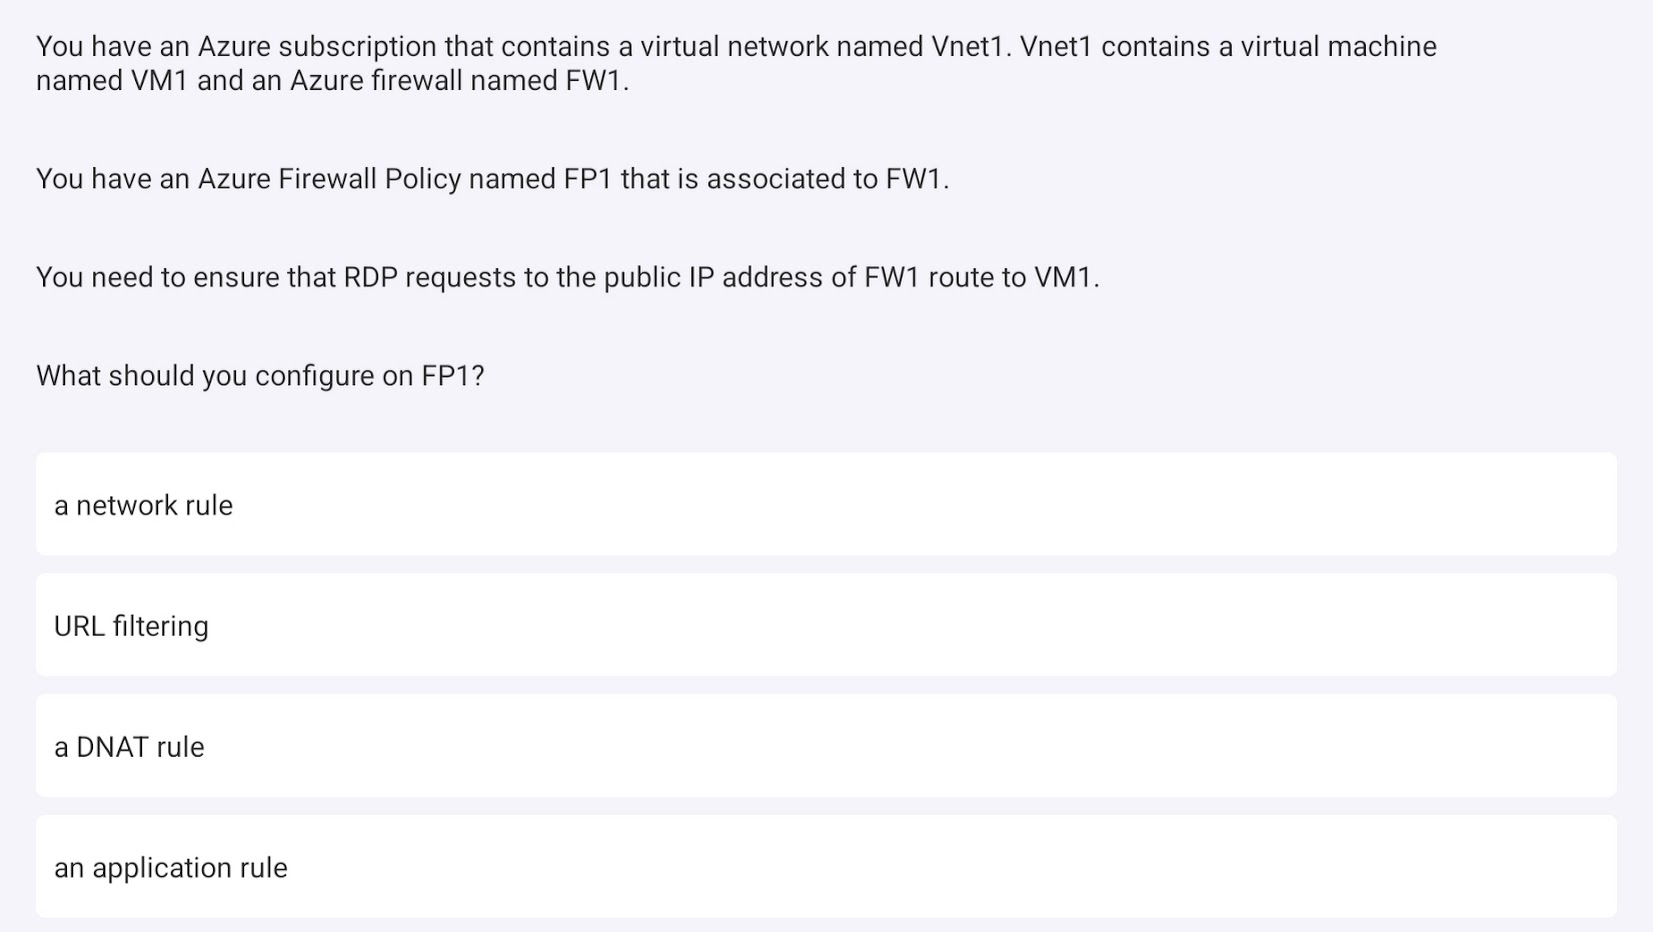 You have an Azure subscription that contains a virtual network named Vnet1. Vnet1 contains a virtual machine
named VM1 and an Azure firewall named FW1.
You have an Azure Firewall Policy named FP1 that is associated to FW1.
You need to ensure that RDP requests to the public IP address of FW1 route to VM1.
What should you configure on FP1?
a network rule
URL filtering
a DNAT rule
an application rule